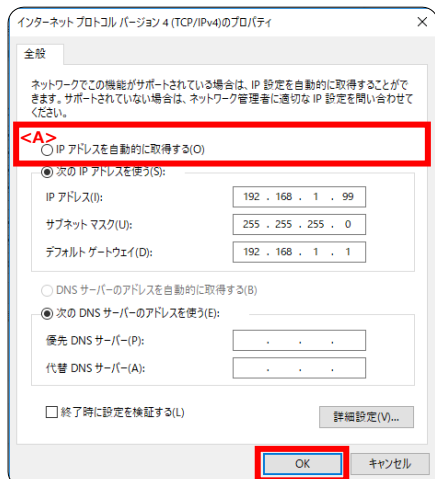 インターネット プロトコル バージョン 4 (TCP/IPv4)のプロパティ
全般
ネットワークでこの機能がサポートされている場合は、IP 設定を自動的に取得することがで
きます。サポートされていない場合は、ネットワーク管理者に適切な IP 設定を問い合わせて
ください。
<A>
IP アドレスを自動的に取得する(O)
次の IP アドレスを使う(S):
IP アドレス(I): 192 . 168 . 1 . 99
サブネット マスク(U): 255 . 255 . 255 . 0
デフォルト ゲートウェイ(D): 192 . 168 . 1 . 1
DNS サーバーのアドレスを自動的に取得する(B)
次の DNS サーバーのアドレスを使う(E):
優先 DNS サーバー(P): . . .
代替 DNS サーバー(A): . . .
終了時に設定を検証する(L)
詳細設定(V)...
OK キャンセル